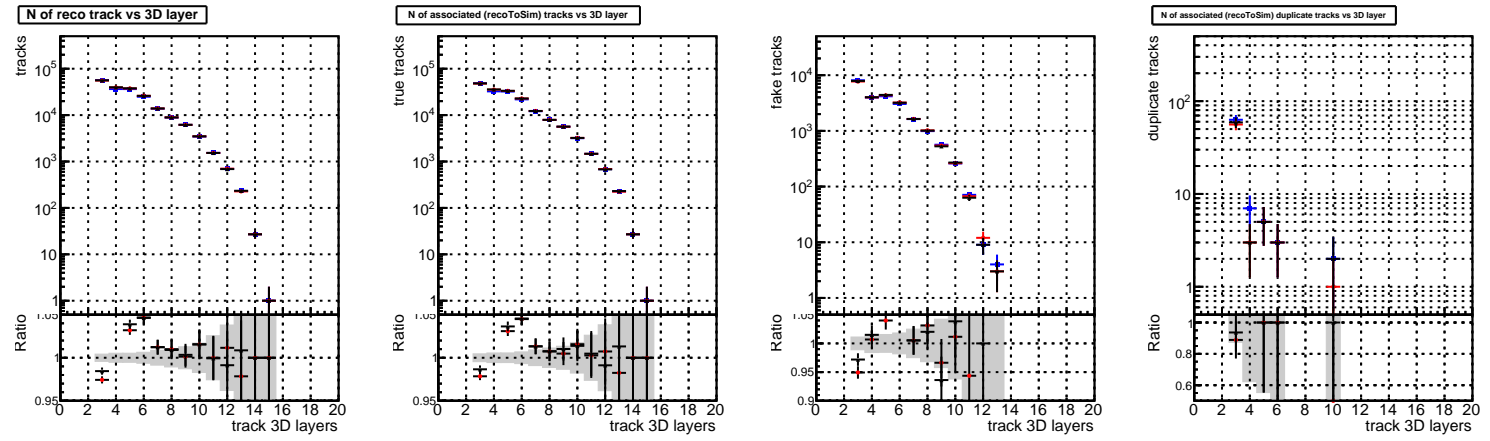 N of reco track vs 3D layer
tracks
10^5
10^4
10^3
10^2
10
1
Ratio
1.05
1
0.95
0 2 4 6 8 10 12 14 16 18 20
track 3D layers
N of associated (recoToSim) tracks vs 3D layer
true tracks
10^5
10^4
10^3
10^2
10
1
Ratio
1.05
1
0.95
0 2 4 6 8 10 12 14 16 18 20
track 3D layers
fake tracks
10^4
10^3
10^2
10
1
Ratio
1.05
1
0.95
0.9
0 2 4 6 8 10 12 14 16 18 20
track 3D layers
N of associated (recoToSim) duplicate tracks vs 3D layer
duplicate tracks
10^2
10
1
Ratio
1
0.8
0.6
0 2 4 6 8 10 12 14 16 18 20
track 3D layers